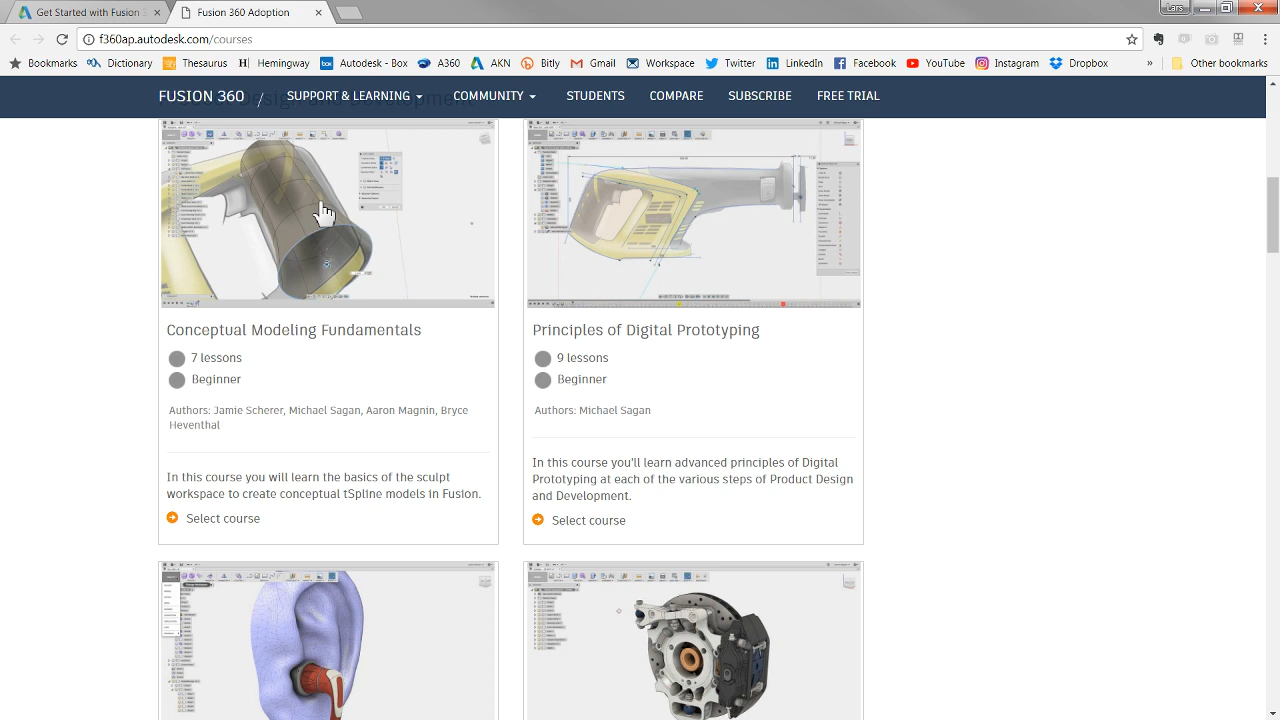 Get Started with Fusion
Fusion 360 Adoption
Lars
f360ap.autodesk.com/courses
Bookmarks
Dictionary
Thesaurus
Hemingway
Autodesk - Box
A360
AKN
Bitly
Gmail
Workspace
Twitter
LinkedIn
Facebook
YouTube
Instagram
Dropbox
»
Other bookmarks
FUSION 360 /
SUPPORT & LEARNING
COMMUNITY
STUDENTS
COMPARE
SUBSCRIBE
FREE TRIAL
Conceptual Modeling Fundamentals
7 lessons
Beginner
Authors: Jamie Scherer, Michael Sagan, Aaron Magnin, Bryce
Heventhal
In this course you will learn the basics of the sculpt
workspace to create conceptual tSpline models in Fusion.
Select course
Principles of Digital Prototyping
9 lessons
Beginner
Authors: Michael Sagan
In this course you'll learn advanced principles of Digital
Prototyping at each of the various steps of Product Design
and Development.
Select course